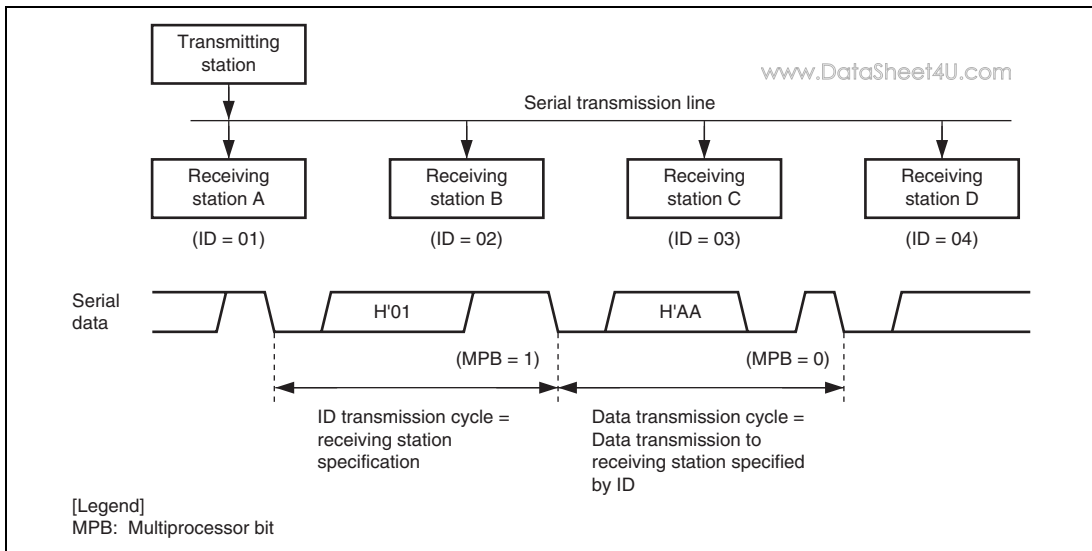 Transmitting
station
www.DataSheet4U.com
Serial transmission line
Receiving
station A
Receiving
station B
Receiving
station C
Receiving
station D
(ID = 01)
(ID = 02)
(ID = 03)
(ID = 04)
Serial
data
H'01
H'AA
(MPB = 1)
(MPB = 0)
ID transmission cycle =
receiving station
specification
Data transmission cycle =
Data transmission to
receiving station specified
by ID
[Legend]
MPB: Multiprocessor bit